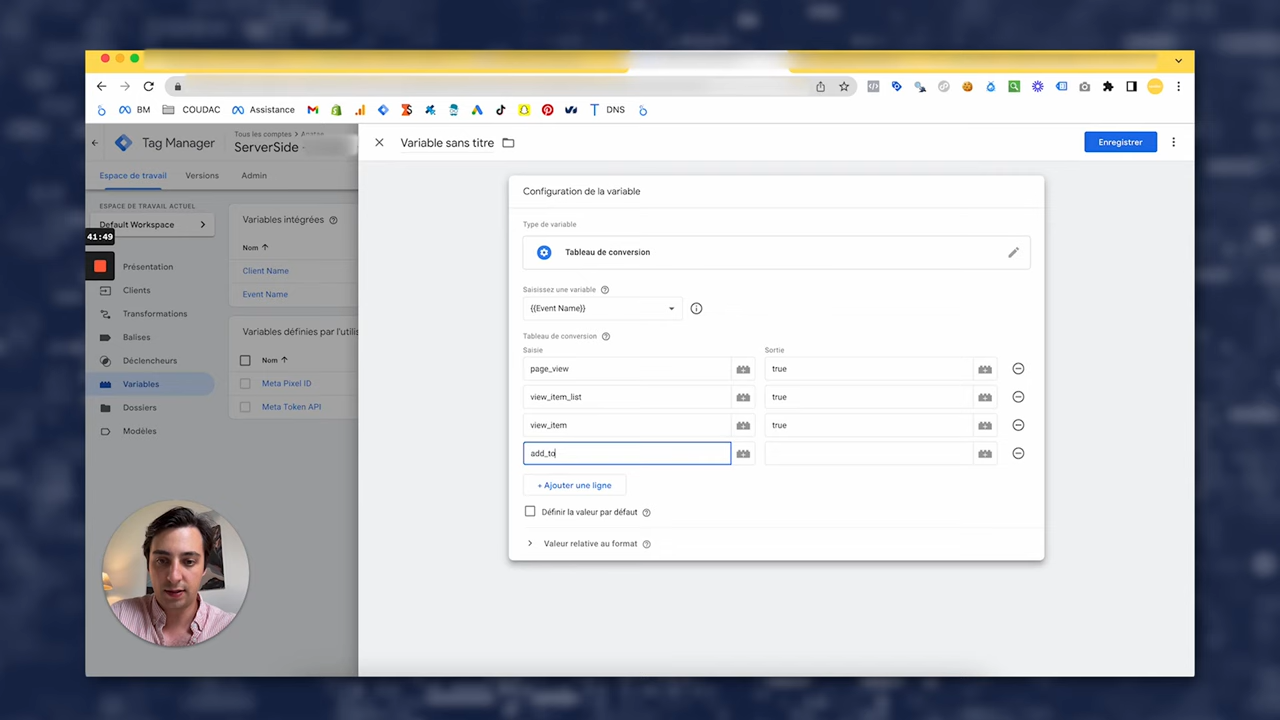 BM
COUDAC
Assistance
DNS
Tag Manager
Tous les comptes >
ServerSide -
Variable sans titre
Enregistrer
Espace de travail
Versions
Admin
ESPACE DE TRAVAIL ACTUEL
Default Workspace
41:49
Présentation
Clients
Transformations
Balises
Déclencheurs
Variables
Dossiers
Modèles
Variables intégrées
Nom
Client Name
Event Name
Variables définies par l'utilis
Nom
Meta Pixel ID
Meta Token API
Configuration de la variable
Type de variable
Tableau de conversion
Saisissez une variable
{{Event Name}}
Tableau de conversion
Saisie Sortie
page_view true
view_item_list true
view_item true
add_to
+ Ajouter une ligne
Définir la valeur par défaut
Valeur relative au format